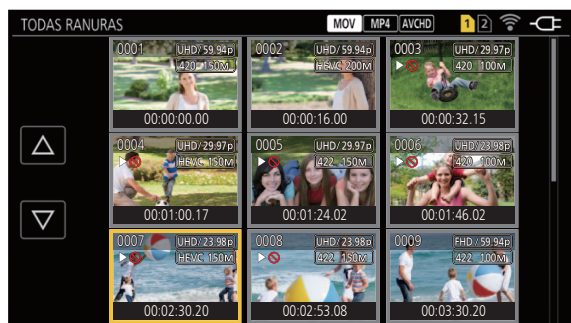 TODAS RANURAS MOV MP4 AVCHD 1 2
0001 UHD/59.94p
420 150M
00:00:00.00
0002 UHD/59.94p
HEVC 200M
00:00:16.00
0003 UHD/29.97p
420 100M
00:00:32.15
0004 UHD/29.97p
HEVC 150M
00:01:00.17
0005 UHD/29.97p
422 150M
00:01:24.02
0006 UHD/23.98p
420 100M
00:01:46.02
0007 UHD/23.98p
HEVC 150M
00:02:30.20
0008 UHD/23.98p
422 150M
00:02:53.08
0009 FHD/59.94p
422 100M
00:03:30.20